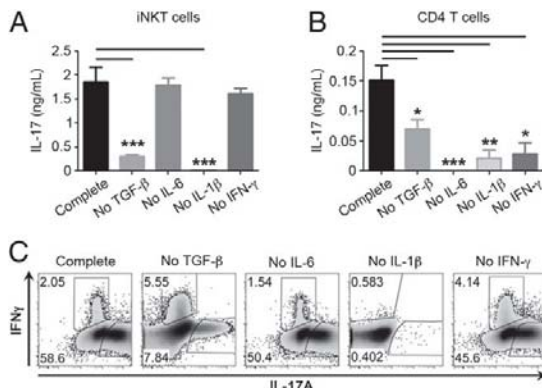 A
iNKT cells
IL-17 (ng/mL)
2.5
2
1.5
1
0.5
0
***
***
Complete
No TGF-β
No IL-6
No IL-1β
No IFN-γ
B
CD4 T cells
IL-17 (ng/mL)
0.2
0.15
0.1
0.05
0
*
***
**
*
Complete
No TGF-β
No IL-6
No IL-1β
No IFN-γ
C
Complete No TGF-β No IL-6 No IL-1β No IFN-γ
IFNγ
2.05 5.55 1.54 0.583 4.14
58.6 7.84 50.4 0.402 45.6
IL-17A